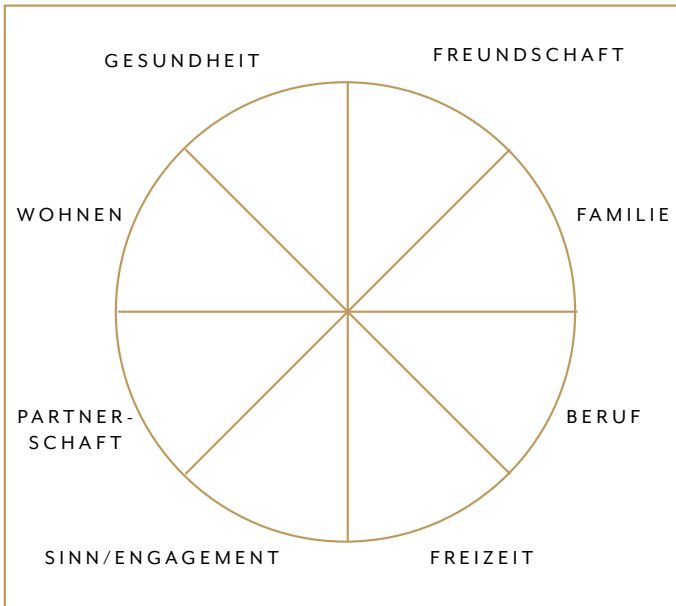 GESUNDHEIT
FREUNDSCHAFT
WOHNEN
FAMILIE
PARTNER-
SCHAFT
BERUF
SINN/ENGAGEMENT
FREIZEIT